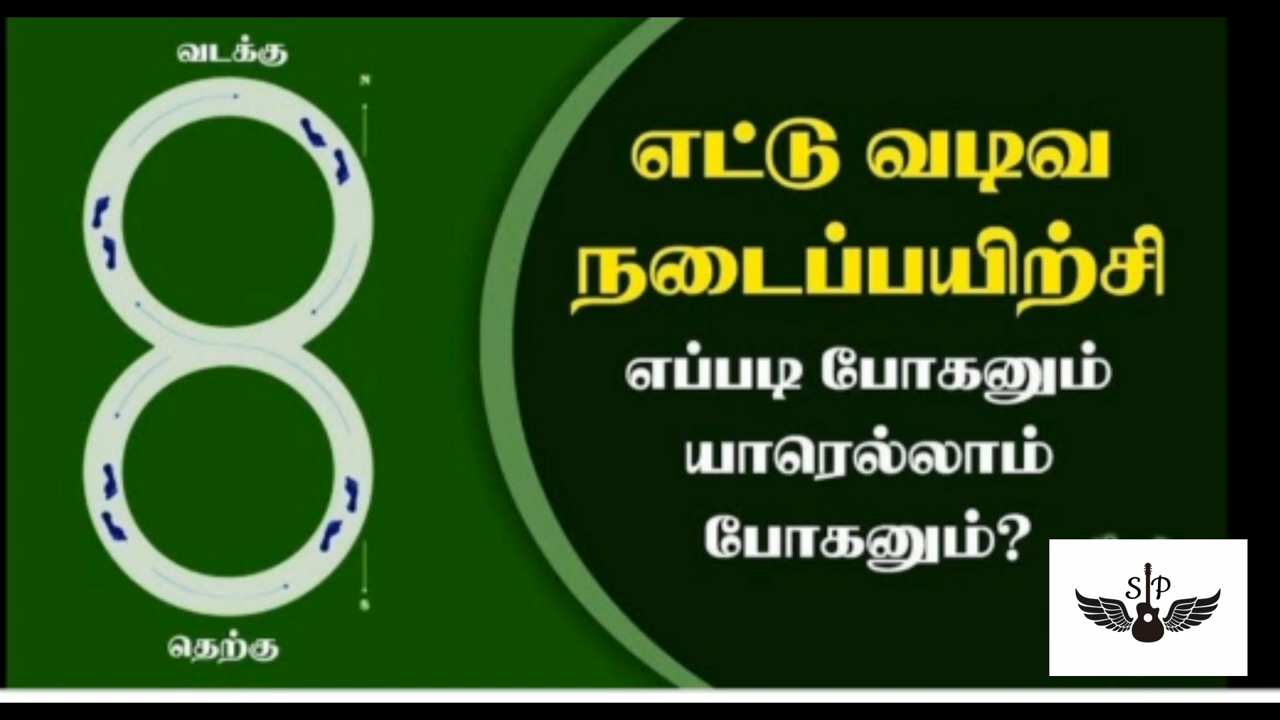 வடக்கு
N
எட்டு வடிவ
நடைப்பயிற்சி
எப்படி போகனும்
யாரெல்லாம்
போகனும்?
S
தெற்கு
SP